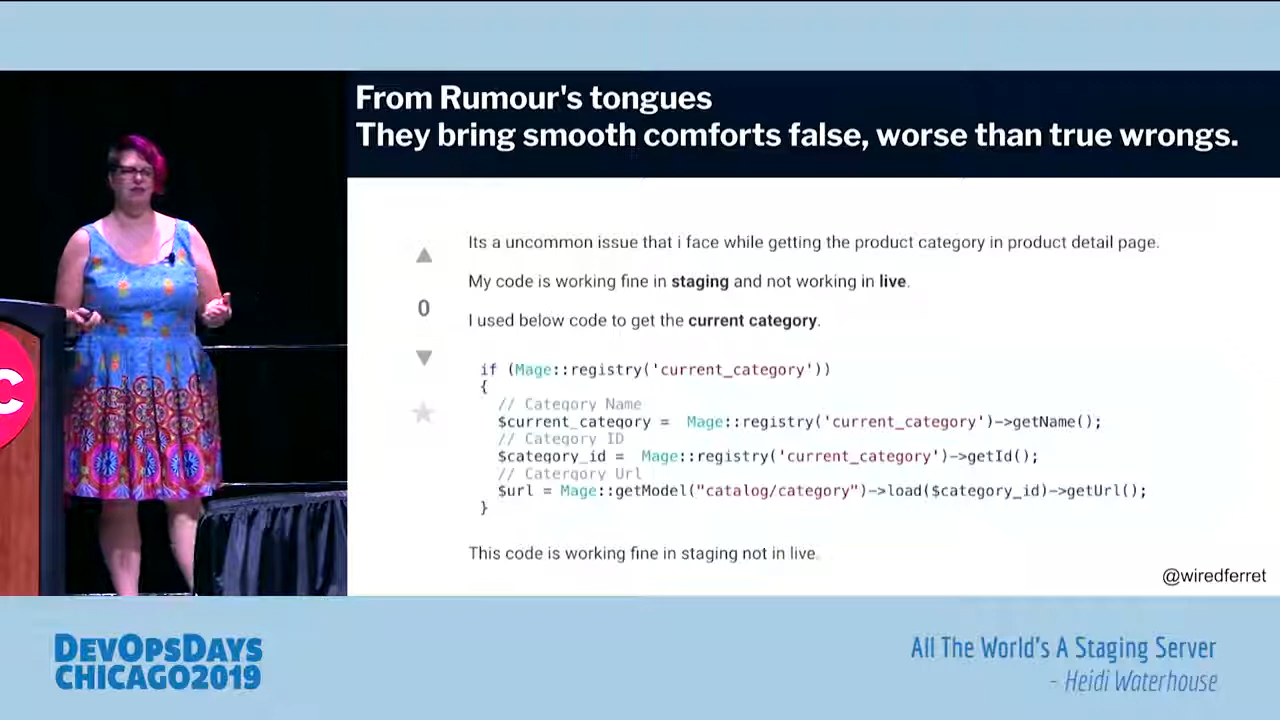 From Rumour's tongues
They bring smooth comforts false, worse than true wrongs.
Its a uncommon issue that i face while getting the product category in product detail page.
My code is working fine in staging and not working in live.
0
I used below code to get the current category.
if (Mage::registry('current_category'))
{
// Category Name
$current_category = Mage::registry('current_category')->getName();
// Category ID
$category_id = Mage::registry('current_category')->getId();
// Catergory Url
$url = Mage::getModel("catalog/category")->load($category_id)->getUrl();
}
This code is working fine in staging not in live.
@wiredferret
C
DEVOPSDAYS
CHICAGO2019
All The World's A Staging Server
- Heidi Waterhouse